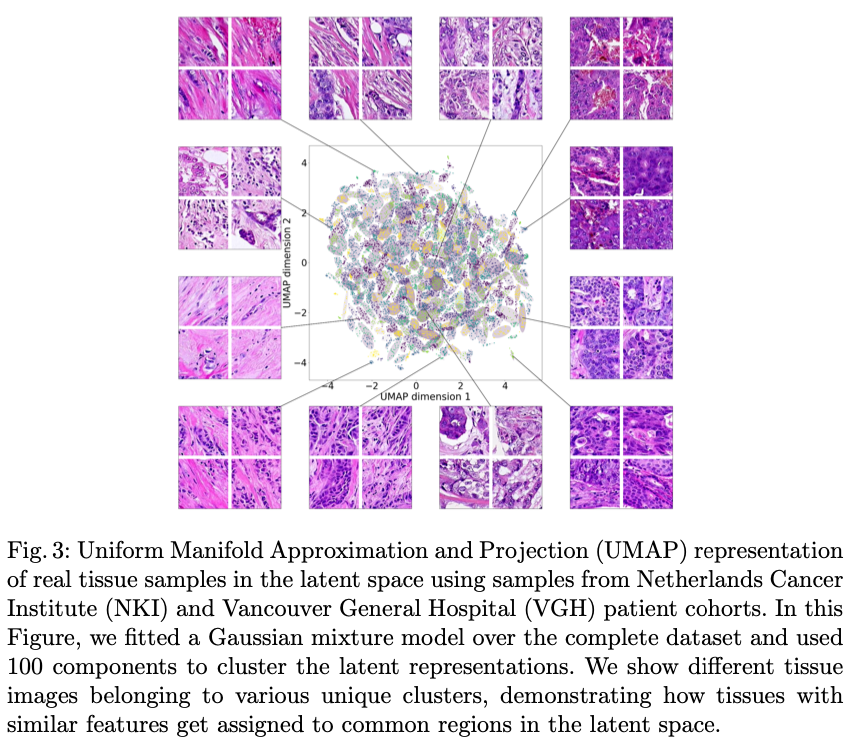 4
2
0
−2
−4
UMAP dimension 2
−4 −2 0 2 4
UMAP dimension 1
Fig. 3: Uniform Manifold Approximation and Projection (UMAP) representation
of real tissue samples in the latent space using samples from Netherlands Cancer
Institute (NKI) and Vancouver General Hospital (VGH) patient cohorts. In this
Figure, we fitted a Gaussian mixture model over the complete dataset and used
100 components to cluster the latent representations. We show different tissue
images belonging to various unique clusters, demonstrating how tissues with
similar features get assigned to common regions in the latent space.